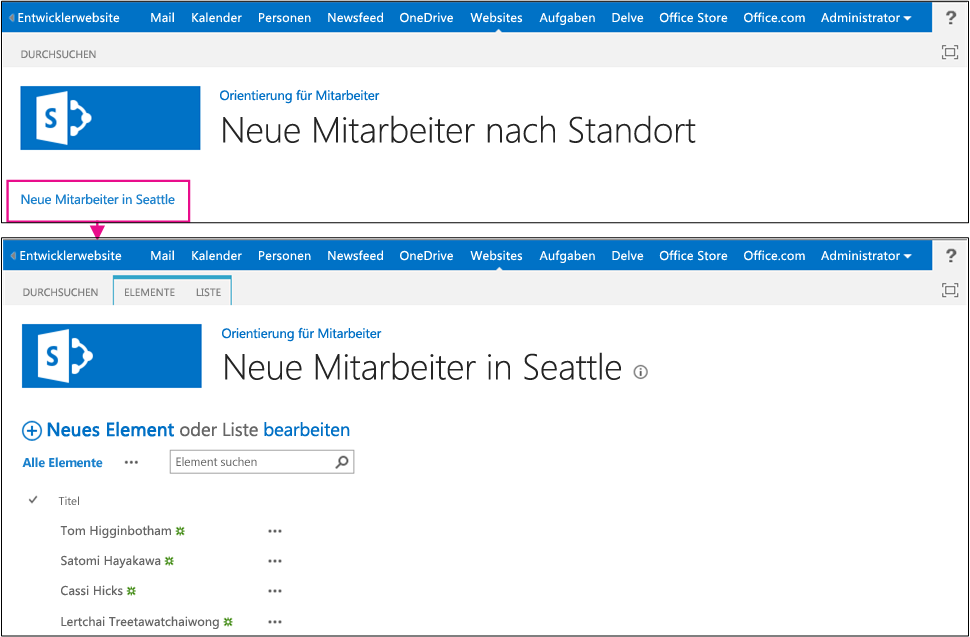 Entwicklerwebsite Mail Kalender Personen Newsfeed OneDrive Websites Aufgaben Delve Office Store Office.com Administrator ?
DURCHSUCHEN
S
Orientierung für Mitarbeiter
Neue Mitarbeiter nach Standort
Neue Mitarbeiter in Seattle
Entwicklerwebsite Mail Kalender Personen Newsfeed OneDrive Websites Aufgaben Delve Office Store Office.com Administrator ?
DURCHSUCHEN ELEMENTE LISTE
S
Orientierung für Mitarbeiter
Neue Mitarbeiter in Seattle
Neues Element oder Liste bearbeiten
Alle Elemente ••• Element suchen
Titel
Tom Higginbotham •••
Satomi Hayakawa •••
Cassi Hicks •••
Lertchai Treetawatchaiwong •••